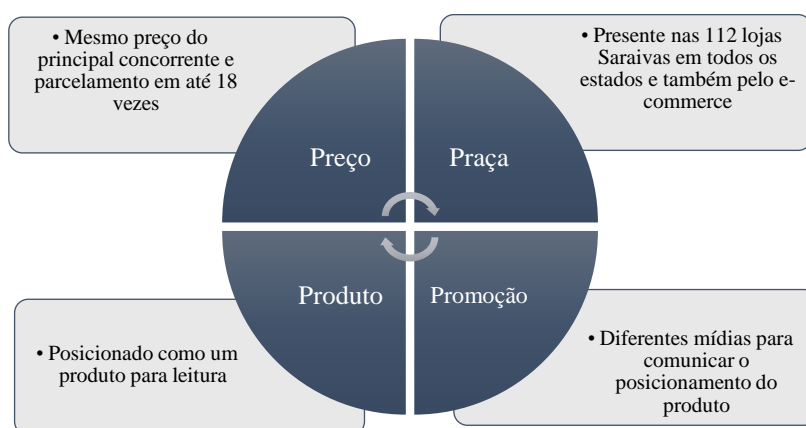 • Mesmo preço do
principal concorrente e
parcelamento em até 18
vezes
• Presente nas 112 lojas
Saraivas em todos os
estados e também pelo e-
commerce
Preço
Praça
Produto
Promoção
• Posicionado como um
produto para leitura
• Diferentes mídias para
comunicar o
posicionamento do
produto